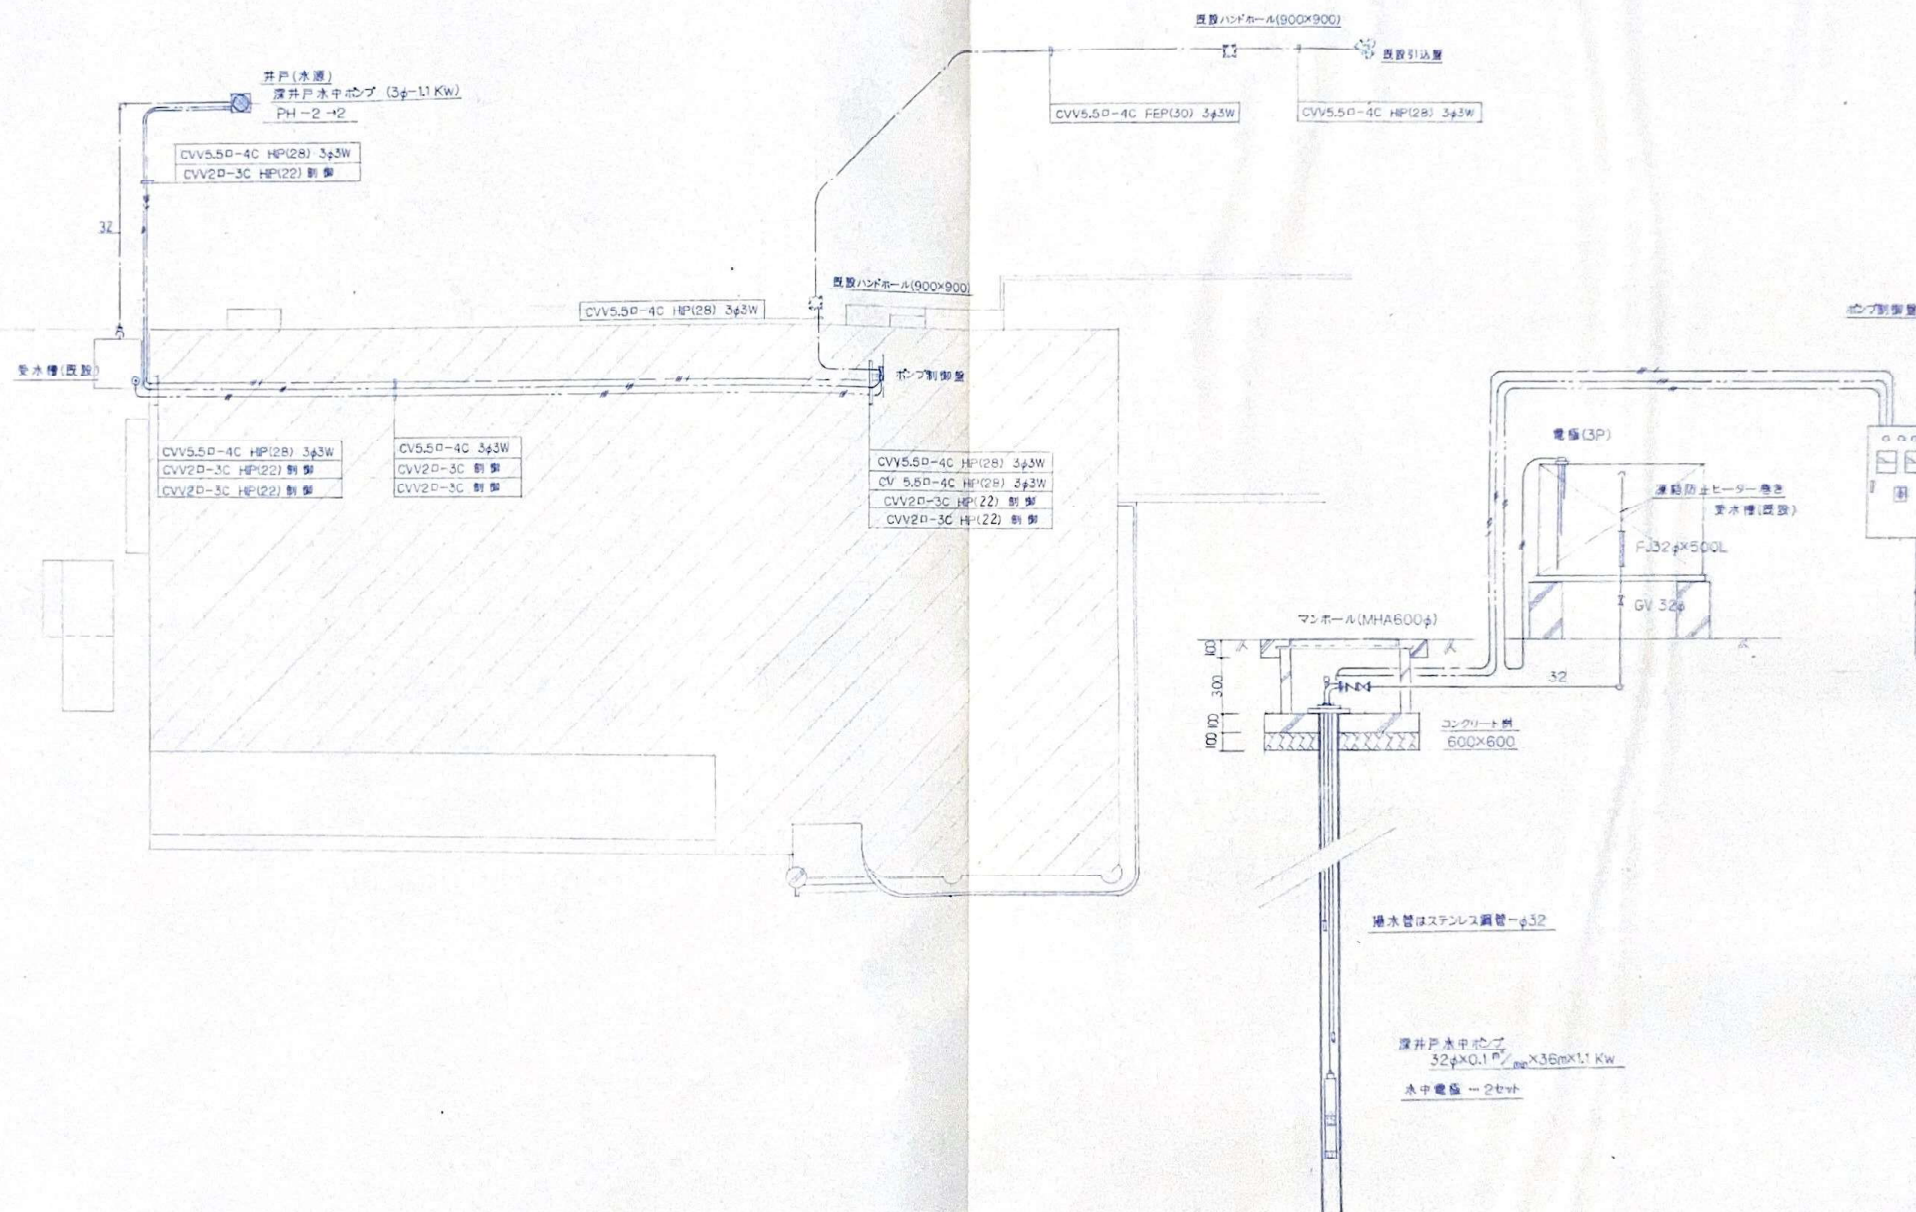 既設ハンドホール(900×900)
既設引込盤
CVV5.5□-4C FEP(30) 3φ3W
CVV5.5□-4C HIP(28) 3φ3W
井戸(水源)
深井戸水中ポンプ (3φ-1.1Kw)
PH-2→2
CVV5.5□-4C HIP(28) 3φ3W
CVV2□-3C HIP(22) 制御
32
既設ハンドホール(900×900)
CVV5.5□-4C HIP(28) 3φ3W
受水槽(既設)
ポンプ制御盤
CVV5.5□-4C HIP(28) 3φ3W
CVV2□-3C HIP(22) 制御
CVV2□-3C HIP(22) 制御
CV5.5□-4C 3φ3W
CVV2□-3C 制御
CVV2□-3C 制御
CVV5.5□-4C HIP(28) 3φ3W
CV 5.5□-4C HIP(28) 3φ3W
CVV2□-3C HIP(22) 制御
CVV2□-3C HIP(22) 制御
ポンプ制御盤
電極(3P)
凍結防止ヒーター巻き
受水槽(既設)
FJ32φ×500L
GV 32φ
マンホール(MHA600φ)
100
300
100
100
32
コンクリート桝
600×600
揚水管はステンレス鋼管-φ32
深井戸水中ポンプ
32φ×0.1㎥/min×36m×1.1Kw
水中電極…2セット